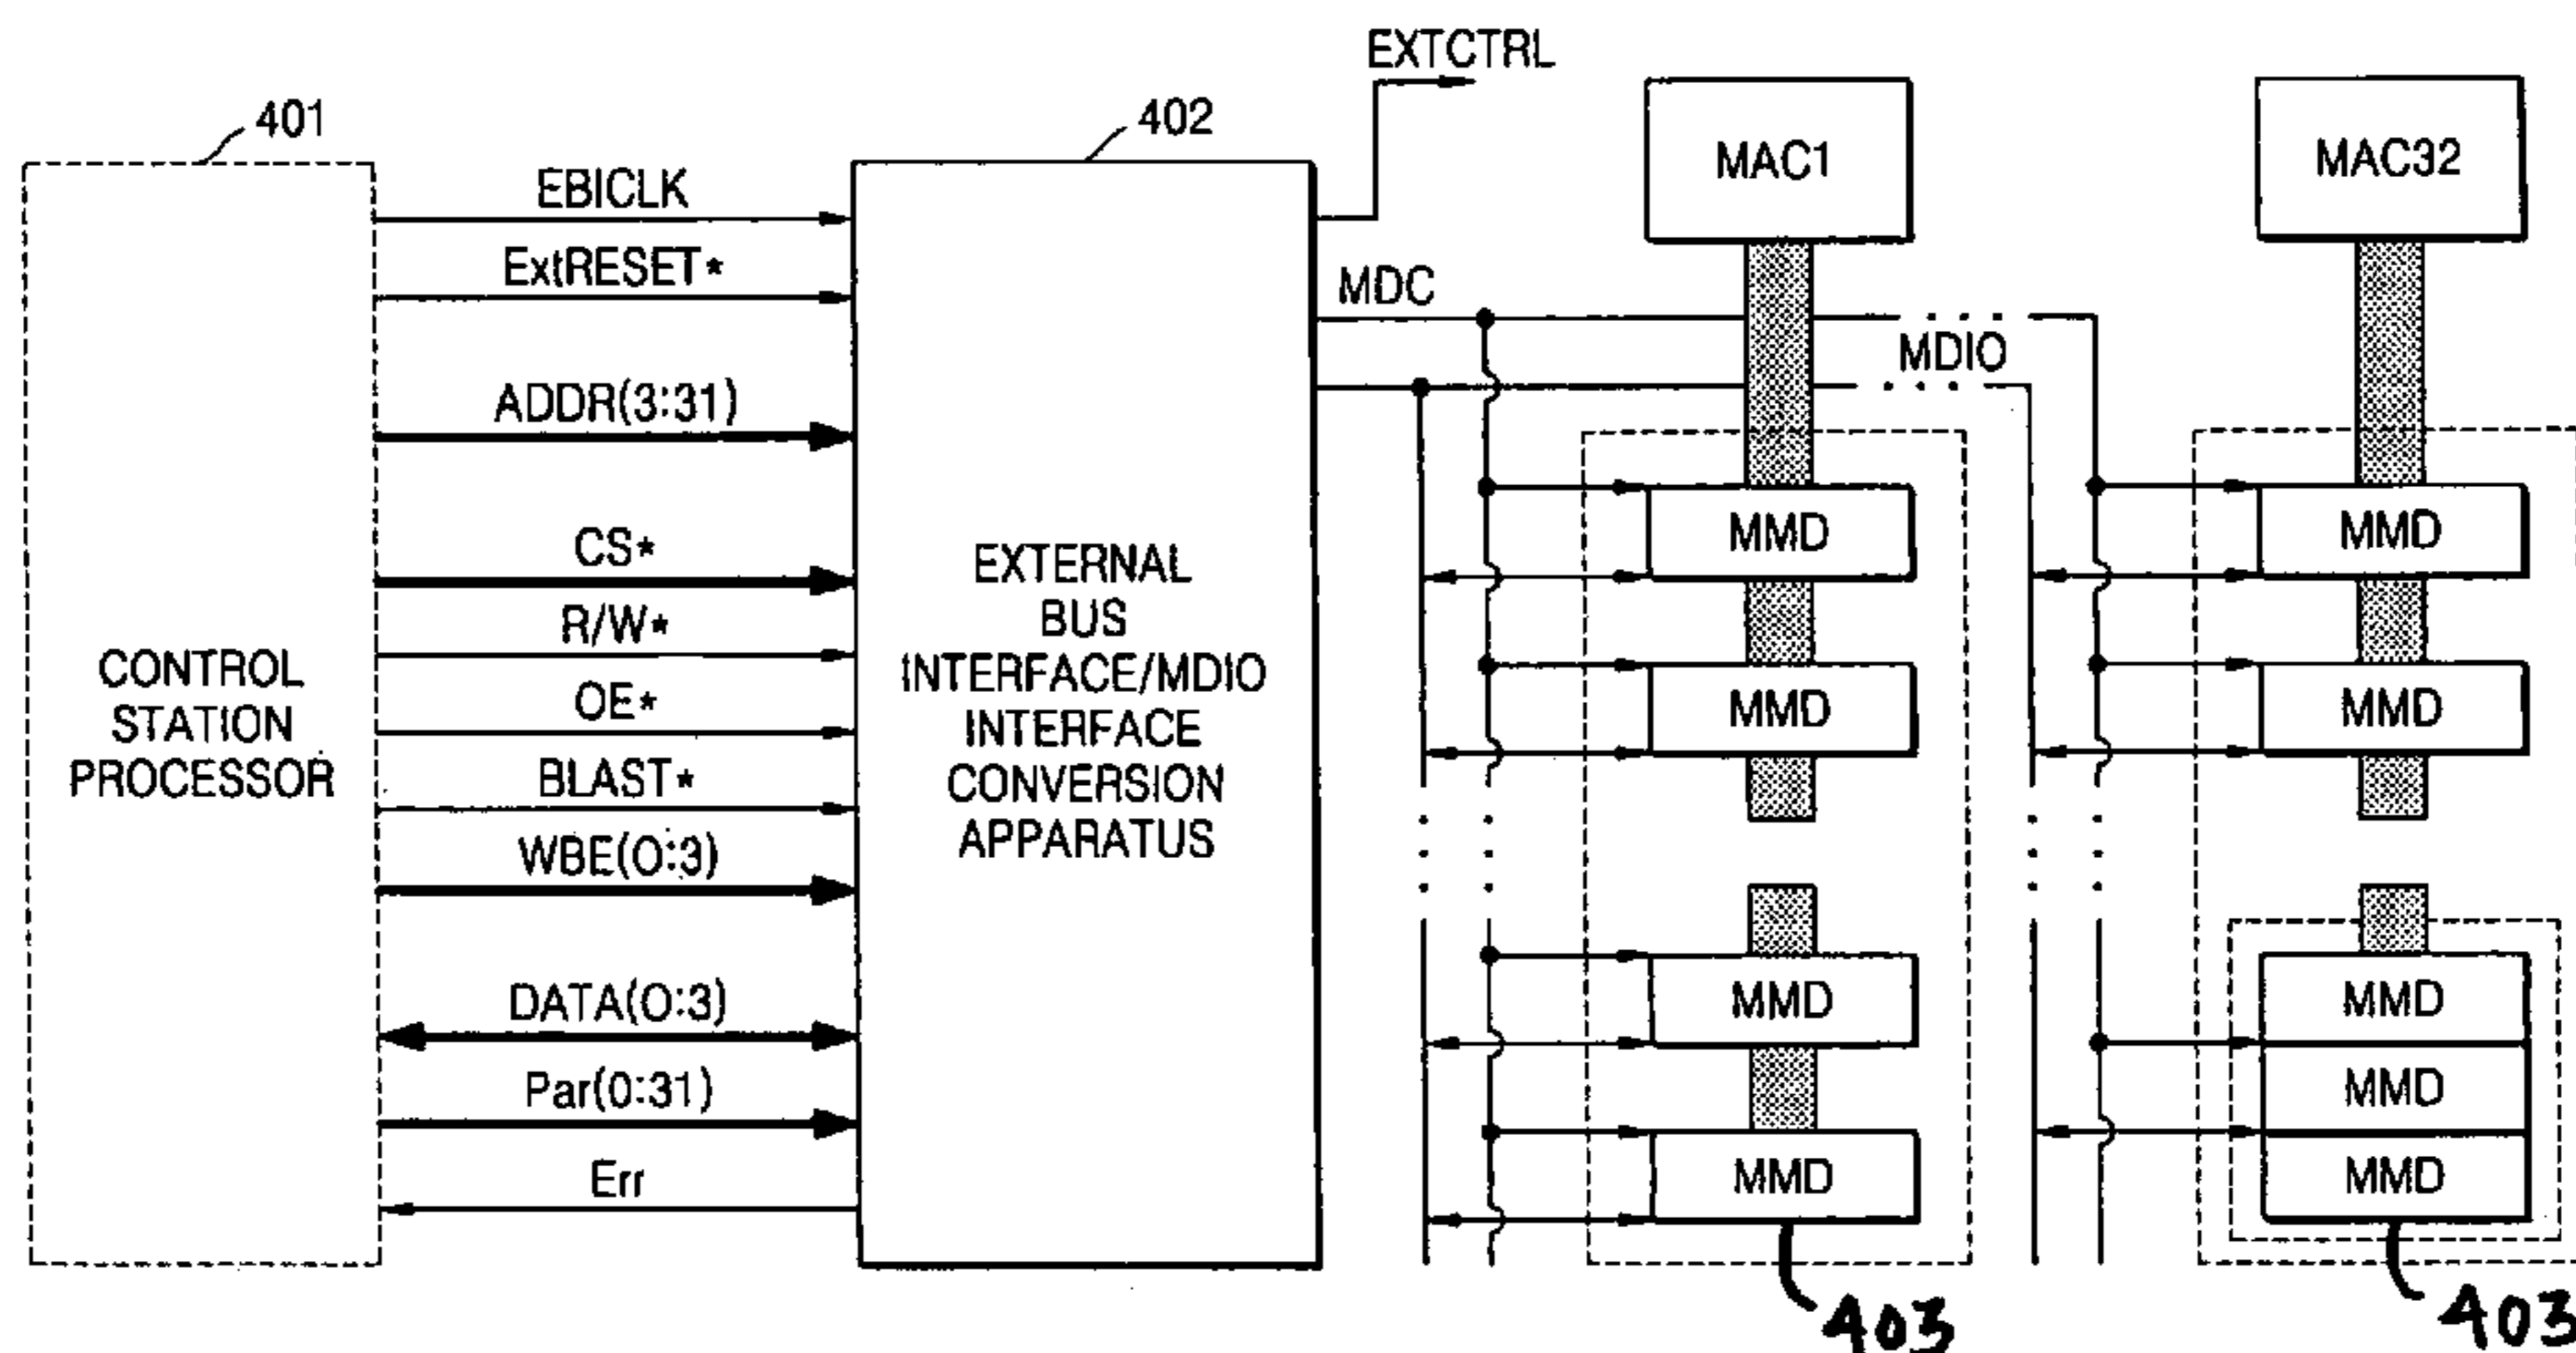 EXTCTRL
401
402
MAC1
MAC32
EBICLK
ExtRESET*
MDC
MDIO
ADDR(3:31)
CS*
R/W*
OE*
BLAST*
WBE(0:3)
DATA(0:3)
Par(0:31)
Err
CONTROL
STATION
PROCESSOR
EXTERNAL
BUS
INTERFACE/MDIO
INTERFACE
CONVERSION
APPARATUS
MMD
MMD
MMD
MMD
403
MMD
MMD
MMD
MMD
MMD
403